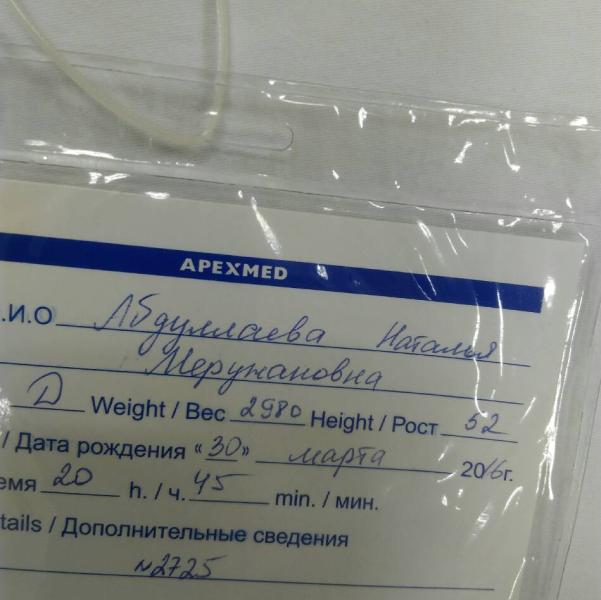 APEXMED
.И.О Абдуллаева Наталья
Меружановна
D Weight / Вес 2980 Height / Рост 52
/ Дата рождения «30» марта 2016г.
емя 20 h. / ч. 45 min. / мин.
tails / Дополнительные сведения
N2725